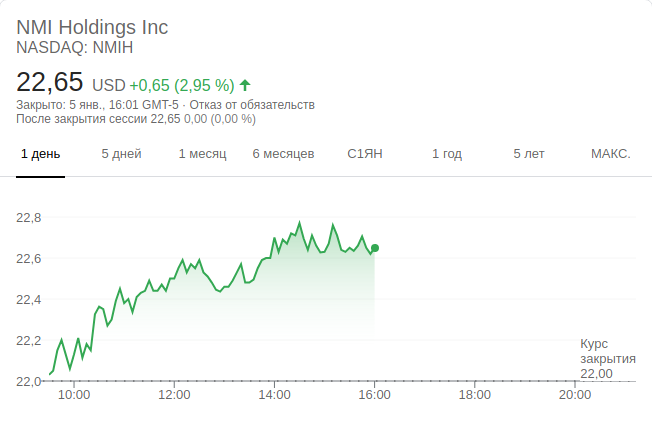 NMI Holdings Inc
NASDAQ: NMIH
22,65 USD +0,65 (2,95 %)
Закрыто: 5 янв., 16:01 GMT-5 · Отказ от обязательств
После закрытия сессии 22,65 0,00 (0,00 %)
1 день 5 дней 1 месяц 6 месяцев С1ЯН 1 год 5 лет МАКС.
22,8
22,6
22,4
22,2
22,0
Курс
закрытия
22,00
10:00 12:00 14:00 16:00 18:00 20:00